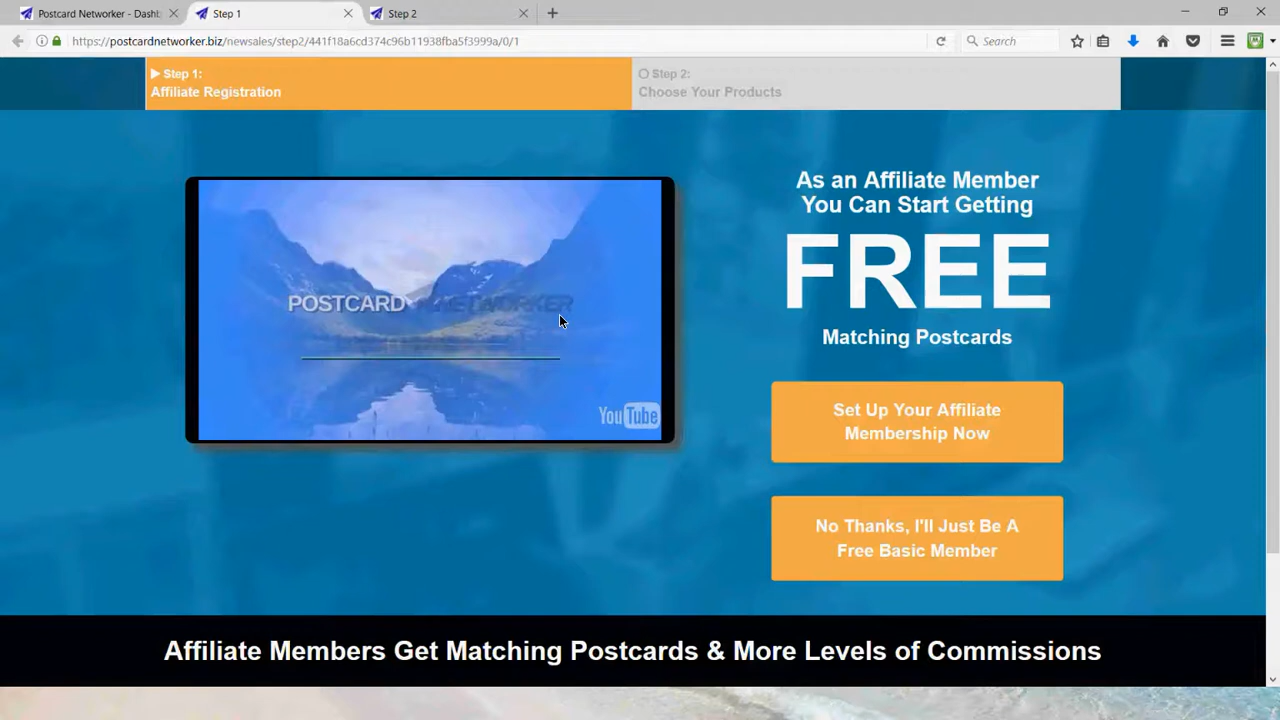 Postcard Networker - Dashb
Step 1
Step 2
https://postcardnetworker.biz/newsales/step2/441f18a6cd374c96b11938fba5f3999a/0/1
Search
Step 1:
Affiliate Registration
Step 2:
Choose Your Products
POSTCARD NETWORKER
YouTube
As an Affiliate Member
You Can Start Getting
FREE
Matching Postcards
Set Up Your Affiliate
Membership Now
No Thanks, I'll Just Be A
Free Basic Member
Affiliate Members Get Matching Postcards & More Levels of Commissions